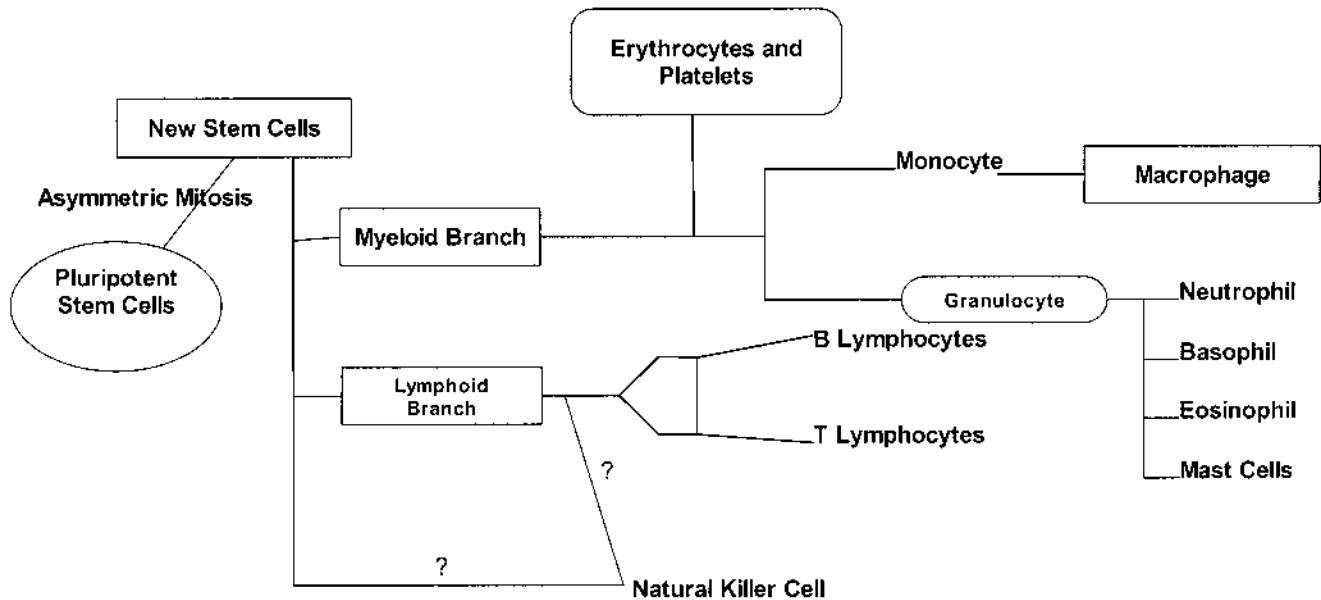 Erythrocytes and
Platelets
New Stem Cells
Monocyte
Macrophage
Asymmetric Mitosis
Myeloid Branch
Pluripotent
Stem Cells
Granulocyte
Neutrophil
B Lymphocytes
Basophil
Lymphoid
Branch
Eosinophil
T Lymphocytes
?
Mast Cells
?
Natural Killer Cell